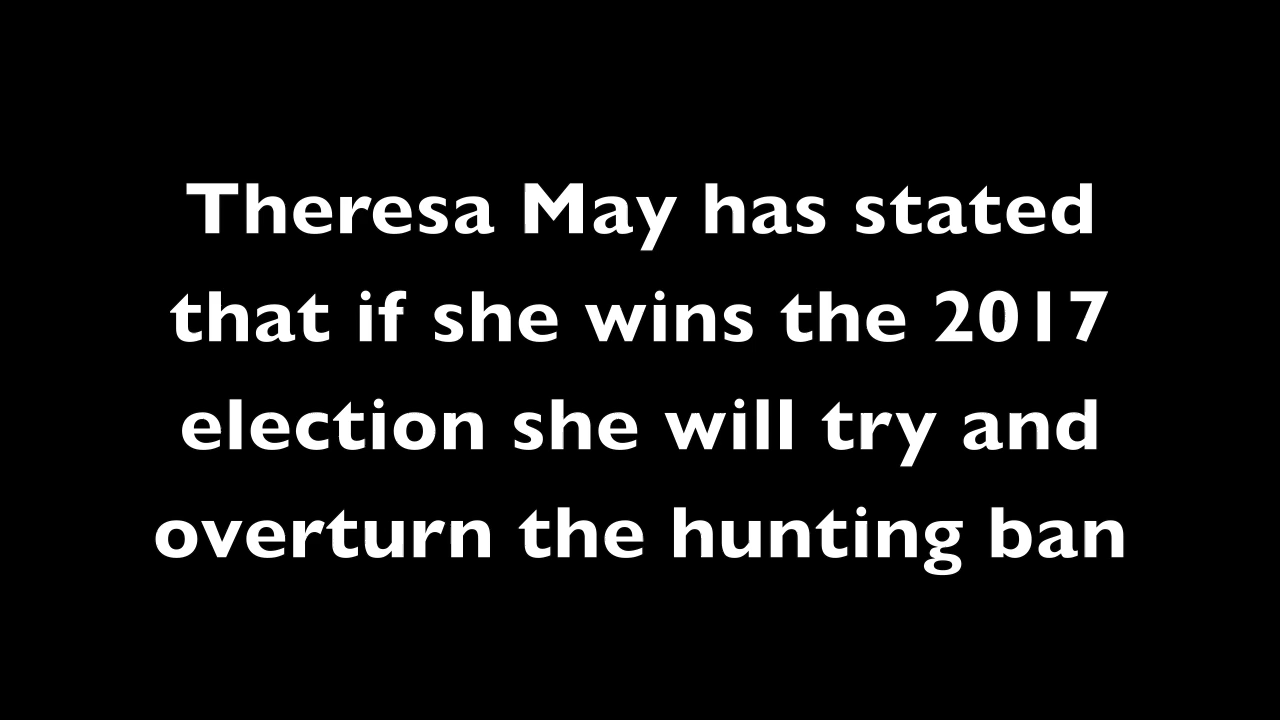 Theresa May has stated
that if she wins the 2017
election she will try and
overturn the hunting ban